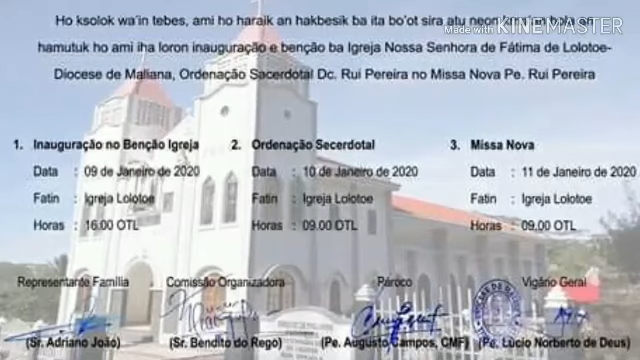 Ho ksolok wa'in tebes, ami ho haraik an hakbesik ba ita bo'ot sira atu neon
Made with KINEMASTER
hamutuk ho ami iha loron inauguração e benção ba Igreja Nossa Senhora de Fátima de Lolotoe-
Diocese de Maliana, Ordenação Sacerdotal Dc. Rui Pereira no Missa Nova Pe. Rui Pereira
1. Inauguração no Benção Igreja 2. Ordenação Secerdotal 3. Missa Nova
Data : 09 de Janeiro de 2020 Data : 10 de Janeiro de 2020 Data : 11 de Janeiro de 2020
Fatin : Igreja Lolotoe Fatin : Igreja Lolotoe Fatin : Igreja Lolotoe
Horas : 16.00 OTL Horas : 09.00 OTL Horas : 09.00 OTL
Representante Familia Comissão Organizadora Pároco Vigário Geral
(Sr. Adriano João) (Sr. Bendito do Rego) (Pe. Augusto Campos, CMF) (Pe. Lúcio Norberto de Deus)